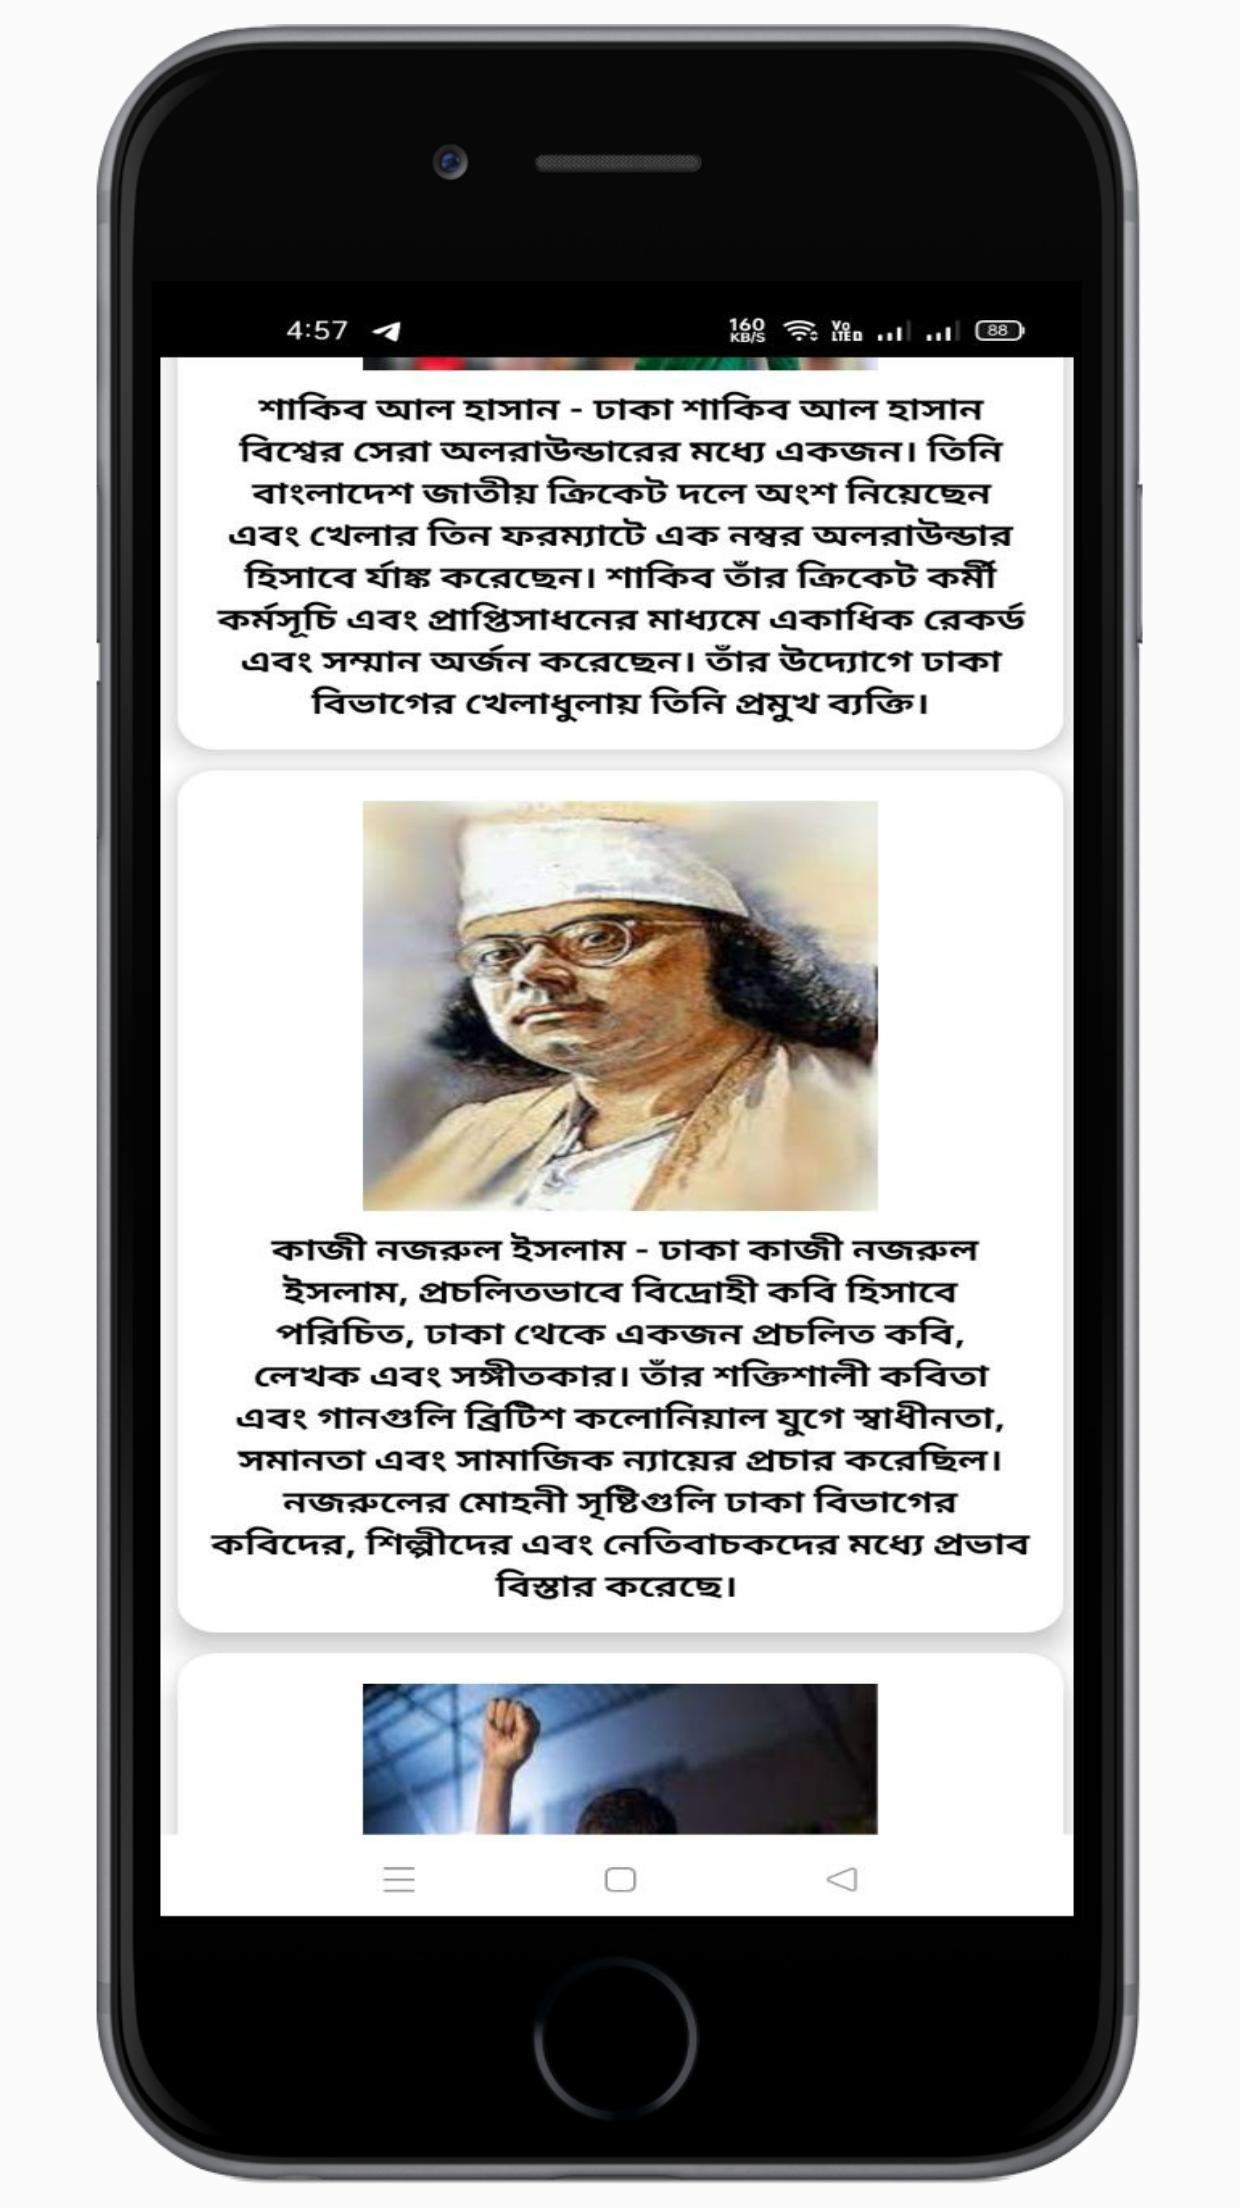 4:57
160
KB/S
Vo
LTE
88
শাকিব আল হাসান - ঢাকা শাকিব আল হাসান
বিশ্বের সেরা অলরাউন্ডারের মধ্যে একজন। তিনি
বাংলাদেশ জাতীয় ক্রিকেট দলে অংশ নিয়েছেন
এবং খেলার তিন ফরম্যাটে এক নম্বর অলরাউন্ডার
হিসাবে র্যাঙ্ক করেছেন। শাকিব তাঁর ক্রিকেট কর্মী
কর্মসূচি এবং প্রাপ্তিসাধনের মাধ্যমে একাধিক রেকর্ড
এবং সম্মান অর্জন করেছেন। তাঁর উদ্যোগে ঢাকা
বিভাগের খেলাধুলায় তিনি প্রমুখ ব্যক্তি।
কাজী নজরুল ইসলাম - ঢাকা কাজী নজরুল
ইসলাম, প্রচলিতভাবে বিদ্রোহী কবি হিসাবে
পরিচিত, ঢাকা থেকে একজন প্রচলিত কবি,
লেখক এবং সঙ্গীতকার। তাঁর শক্তিশালী কবিতা
এবং গানগুলি ব্রিটিশ কলোনিয়াল যুগে স্বাধীনতা,
সমানতা এবং সামাজিক ন্যায়ের প্রচার করেছিল।
নজরুলের মোহনী সৃষ্টিগুলি ঢাকা বিভাগের
কবিদের, শিল্পীদের এবং নেতিবাচকদের মধ্যে প্রভাব
বিস্তার করেছে।